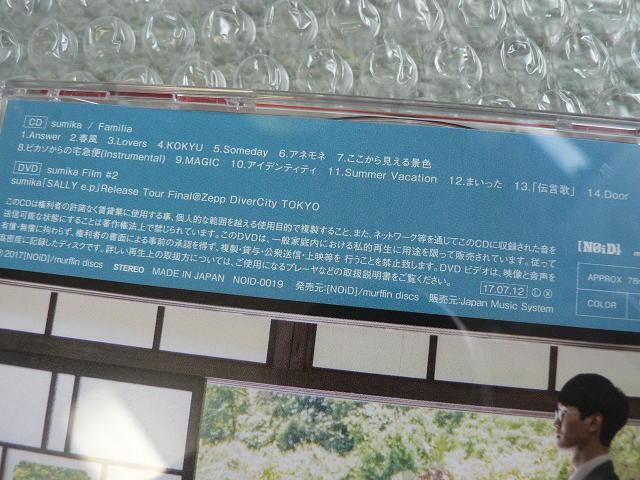 CD sumika / Familia
1.Answer 2.春風 3.Lovers 4.KOKYU 5.Someday 6.アネモネ 7.ここから見える景色
8.ピカソからの宅急便(Instrumental) 9.MAGIC 10.アイデンティティ 11.Summer Vacation 12.まいった 13.「伝言歌」 14.Door
DVD sumika Film #2
sumika「SALLY e.p」Release Tour Final@Zepp DiverCity TOKYO
このCDは権利者の許諾なく賃貸業に使用する事、個人的な範囲を越える使用目的で複製すること、また、ネットワーク等を通じてこのCDに収録された音を
送信可能な状態にすることは著作権法上で禁じられています。このDVDは、一般家庭内における私的再生に用途を限って販売されています。従って
有償・無償に拘らず、権利者の書面による事前の承認を得ず、複製・貸与・公衆送信・上映等を行うことを禁止致します。DVDビデオは、映像と音声を
高密度に記録したディスクです。詳しい再生上の取扱方については、ご使用になるプレーヤなどの取扱説明書をご覧ください。
℗2017[NOiD]/murffin discs STEREO MADE IN JAPAN NOID-0019 発売元:[NOiD]/murffin discs 販売元:Japan Music System 17.07.12 Ⓛ Ⓧ
[NOiD] m
APPROX 78m
COLOR